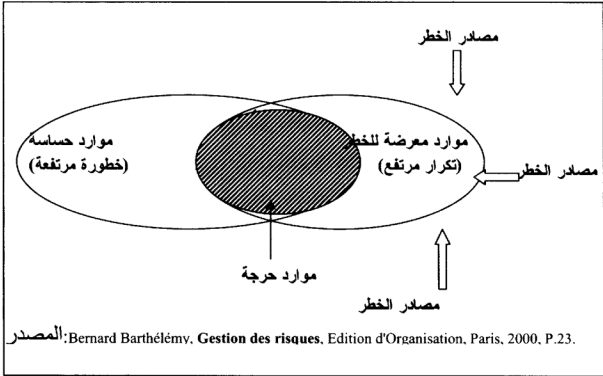 مصادر الخطر
موارد معرضة للخطر
(تكرار مرتفع)
موارد حساسة
(خطورة مرتفعة)
مصادر الخطر
موارد حرجة
مصادر الخطر
المصدر:Bernard Barthélémy, Gestion des risques, Edition d'Organisation, Paris, 2000, P.23.